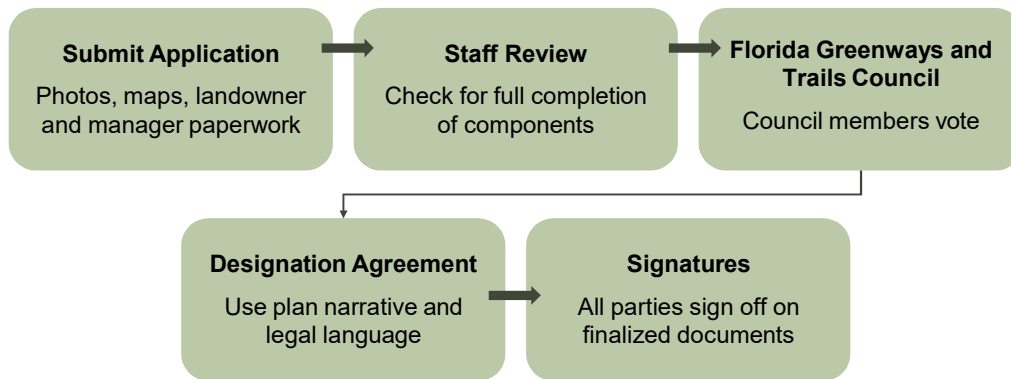 Submit Application
Photos, maps, landowner
and manager paperwork
Staff Review
Check for full completion
of components
Florida Greenways and
Trails Council
Council members vote
Designation Agreement
Use plan narrative and
legal language
Signatures
All parties sign off on
finalized documents